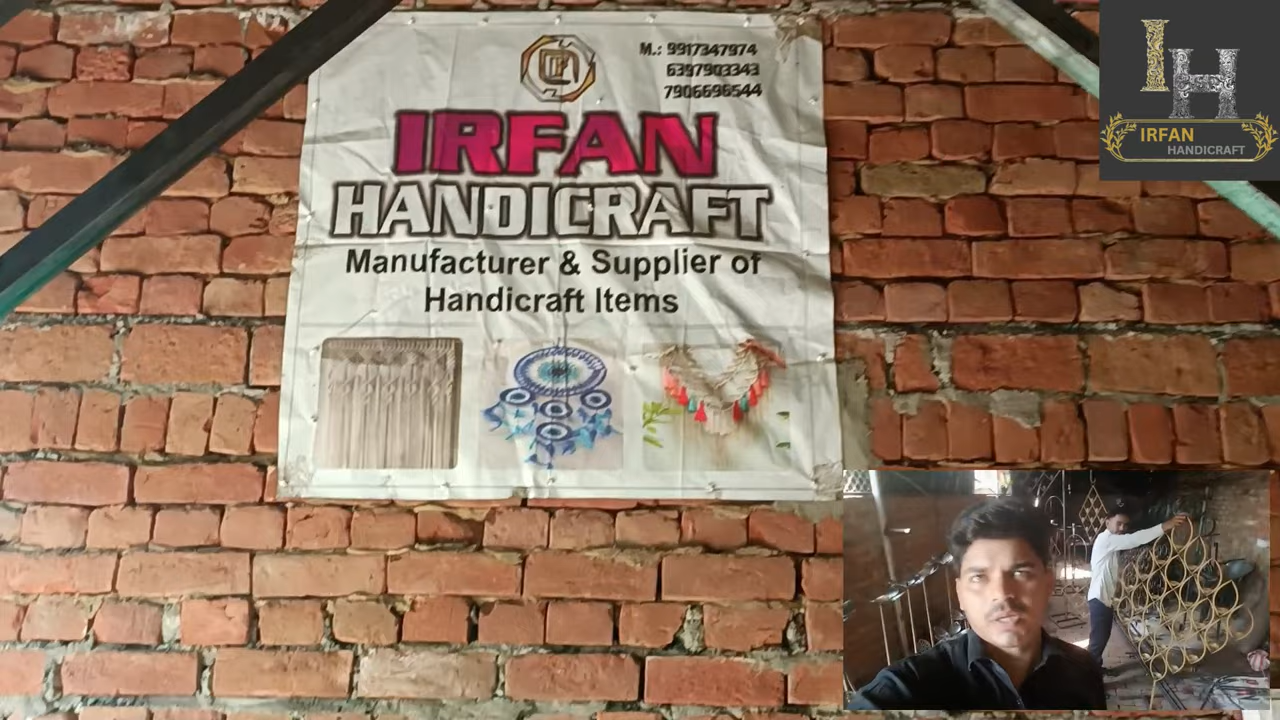 M.: 9917347974
6397903343
7906696544
IRFAN
HANDICRAFT
Manufacturer & Supplier of
Handicraft Items
IH
IRFAN
HANDICRAFT